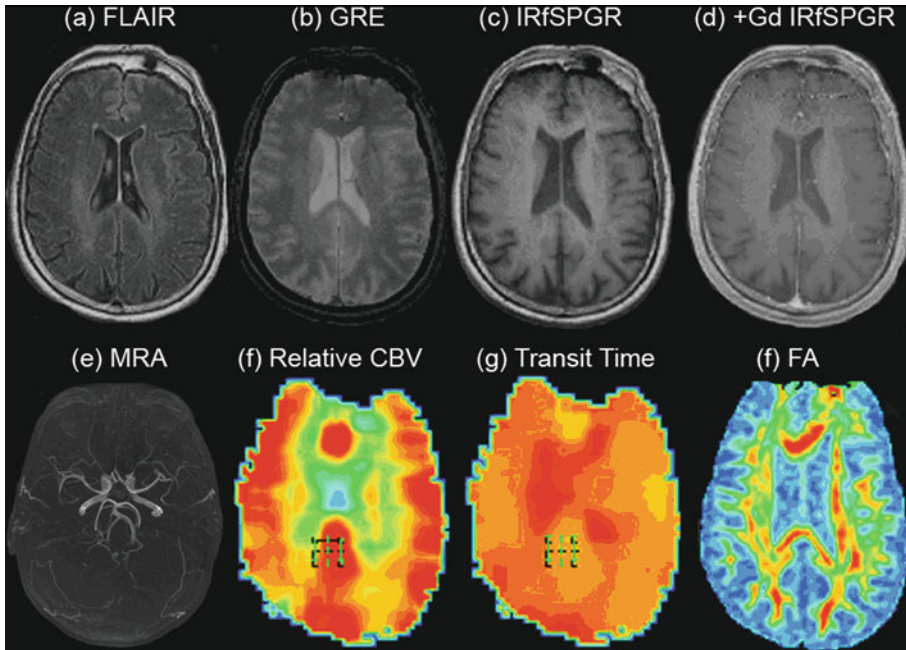 (a) FLAIR
(b) GRE
(c) IRfSPGR
(d) +Gd IRfSPGR
(e) MRA
(f) Relative CBV
(g) Transit Time
(f) FA